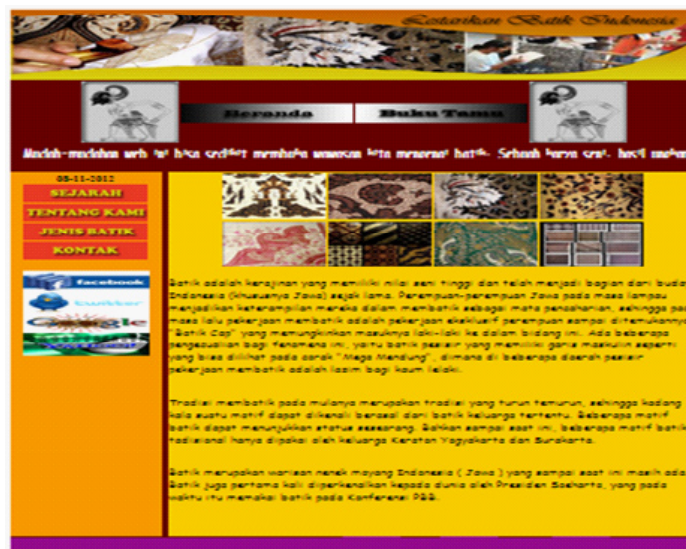 Lestarikan Batik Indonesia
Beranda Buku Tamu
web ini bisa sedikit membuka wawasan kita mengenai batik. Sebuah karya seni,
08-11-2012
SEJARAH
TENTANG KAMI
JENIS BATIK
KONTAK
facebook
twitter
Google
Batik adalah kerajinan yang memiliki nilai seni tinggi dan telah menjadi bagian dari buda
Indonesia (khususnya Jawa) sejak lama. Perempuan-perempuan Jawa pada masa lampau
menjadikan keterampilan mereka dalam membatik sebagai mata pencaharian, sehingga pad
masa lalu pekerjaan membatik adalah pekerjaan eksklusif perempuan sampai ditemukannya
"Batik Cap" yang memungkinkan masuknya laki-laki ke dalam bidang ini. Ada beberapa
pengecualian bagi fenomena ini, yaitu batik pesisir yang memiliki garis maskulin seperti
yang bisa dilihat pada corak "Mega Mendung", dimana di beberapa daerah pesisir
pekerjaan membatik adalah lazim bagi kaum lelaki.
Tradisi membatik pada mulanya merupakan tradisi yang turun temurun, sehingga kadang
kala suatu motif dapat dikenali berasal dari batik keluarga tertentu. Beberapa motif
batik dapat menunjukkan status seseorang. Bahkan sampai saat ini, beberapa motif batik
tadisional hanya dipakai oleh keluarga Keraton Yogyakarta dan Surakarta.
Batik merupakan warisan nenek moyang Indonesia ( Jawa ) yang sampai saat ini masih ada
Batik juga pertama kali diperkenalkan kepada dunia oleh Presiden Soeharto, yang pada
waktu itu memakai batik pada Konferensi PBB.